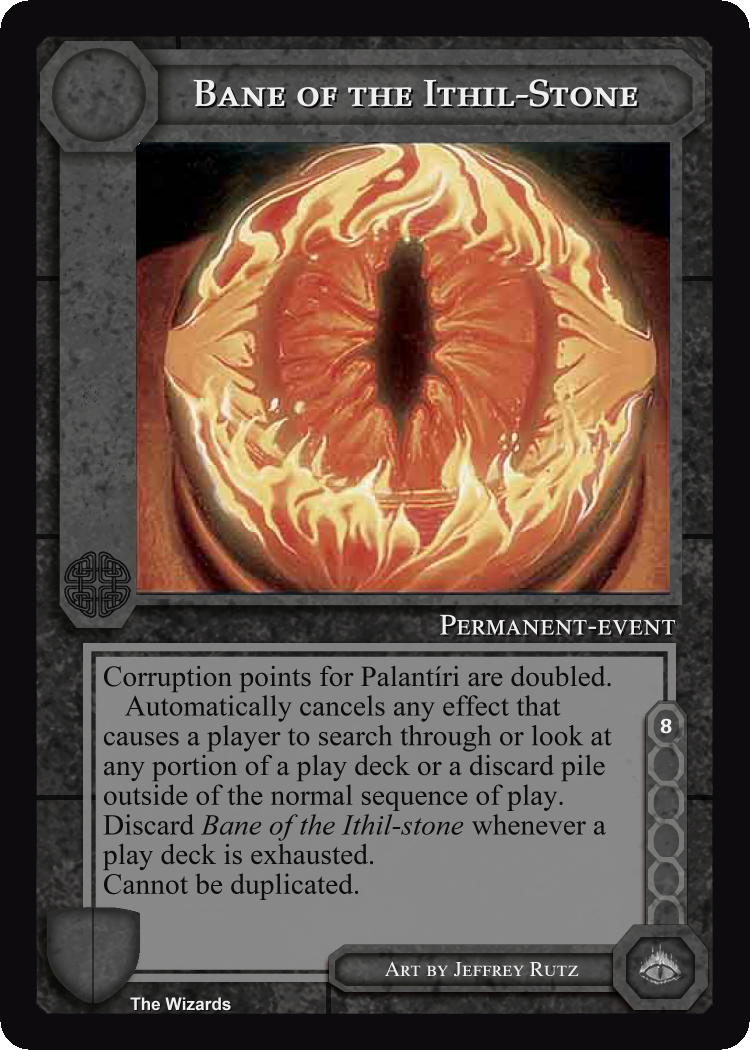 Bane of the Ithil-Stone
Permanent-event
Corruption points for Palantíri are doubled.
Automatically cancels any effect that
causes a player to search through or look at
any portion of a play deck or a discard pile
outside of the normal sequence of play.
Discard Bane of the Ithil-stone whenever a
play deck is exhausted.
Cannot be duplicated.
8
Art by Jeffrey Rutz
The Wizards